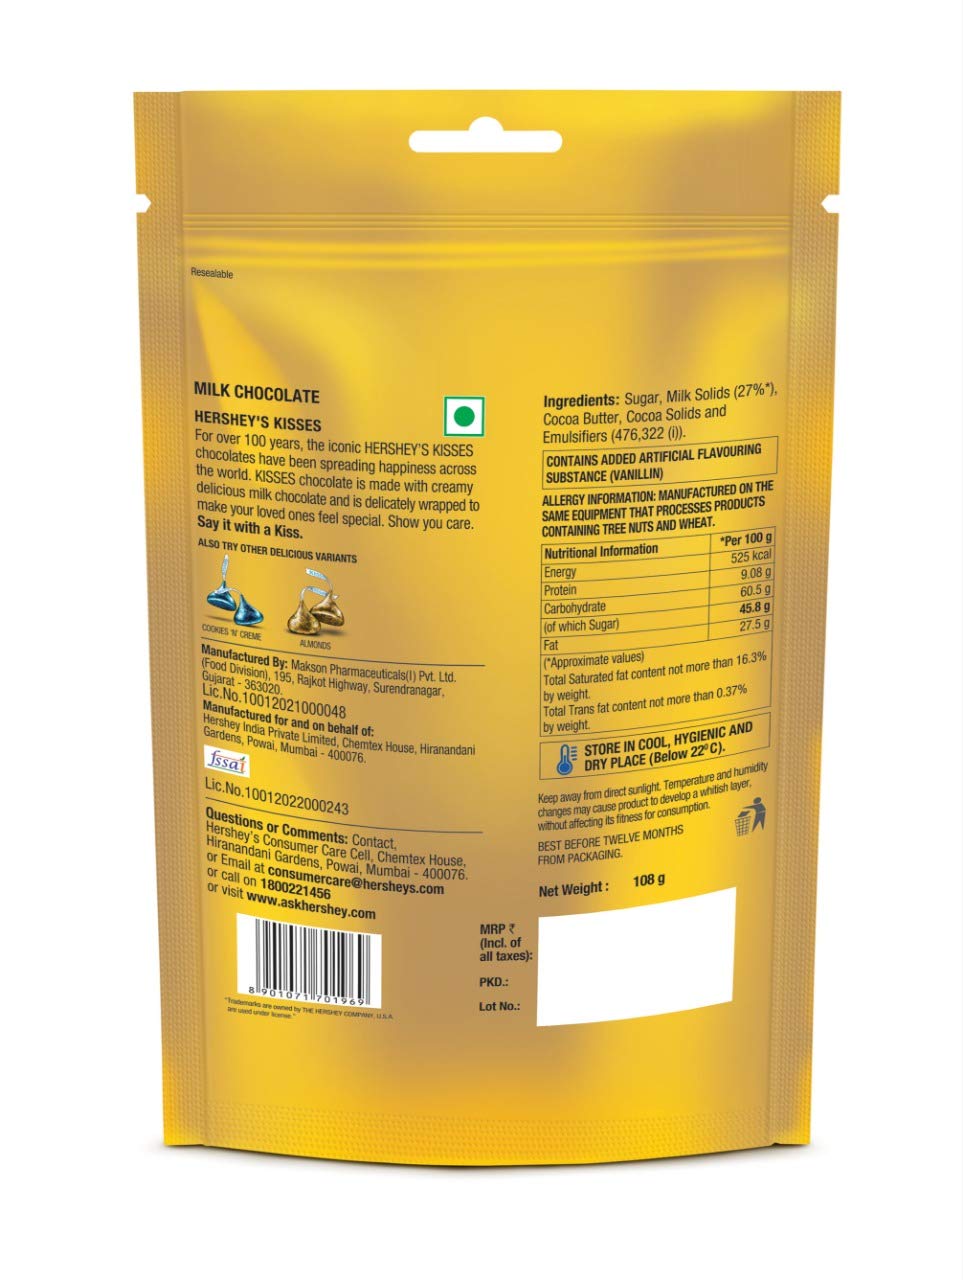 Resealable
MILK CHOCOLATE
HERSHEY'S KISSES
For over 100 years, the iconic HERSHEY'S KISSES
chocolates have been spreading happiness across
the world. KISSES chocolate is made with creamy
delicious milk chocolate and is delicately wrapped to
make your loved ones feel special. Show you care.
Say it with a Kiss.
ALSO TRY OTHER DELICIOUS VARIANTS
COOKIES 'N' CREME
ALMONDS
Manufactured By: Makson Pharmaceuticals(I) Pvt. Ltd.
(Food Division), 195, Rajkot Highway, Surendranagar,
Gujarat - 363020.
Lic.No.10012021000048
Manufactured for and on behalf of:
Hershey India Private Limited, Chemtex House, Hiranandani
Gardens, Powai, Mumbai - 400076.
fssai
Lic.No.10012022000243
Questions or Comments: Contact,
Hershey's Consumer Care Cell, Chemtex House,
Hiranandani Gardens, Powai, Mumbai - 400076.
or Email at consumercare@hersheys.com
or call on 1800221456
or visit www.askhershey.com
8 901071 701969
"Trademarks are owned by THE HERSHEY COMPANY, U.S.A.
are used under license."
Ingredients: Sugar, Milk Solids (27%*),
Cocoa Butter, Cocoa Solids and
Emulsifiers (476,322 (i)).
CONTAINS ADDED ARTIFICIAL FLAVOURING
SUBSTANCE (VANILLIN)
ALLERGY INFORMATION: MANUFACTURED ON THE
SAME EQUIPMENT THAT PROCESSES PRODUCTS
CONTAINING TREE NUTS AND WHEAT.
Nutritional Information *Per 100 g
Energy 525 kcal
Protein 9.08 g
Carbohydrate 60.5 g
(of which Sugar) 45.8 g
Fat 27.5 g
(*Approximate values)
Total Saturated fat content not more than 16.3%
by weight.
Total Trans fat content not more than 0.37%
by weight.
STORE IN COOL, HYGIENIC AND
DRY PLACE (Below 22°C).
Keep away from direct sunlight. Temperature and humidity
changes may cause product to develop a whitish layer,
without affecting its fitness for consumption.
BEST BEFORE TWELVE MONTHS
FROM PACKAGING.
Net Weight : 108 g
MRP ₹
(Incl. of
all taxes):
PKD.:
Lot No.: